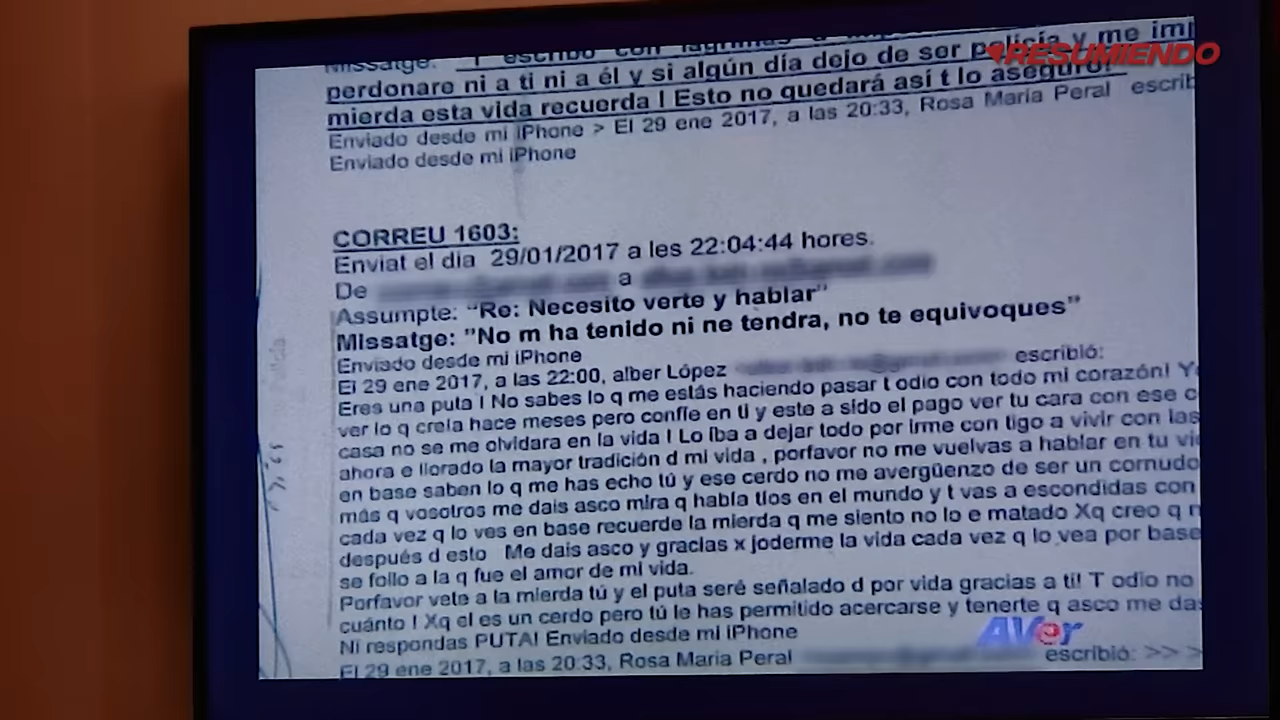 RESUMIENDO
Missatge: T escribo con lagrimas
perdonare ni a ti ni a él y si algún día dejo de ser policía y me imp
mierda esta vida recuerda ! Esto no quedará así t lo aseguro!
Enviado desde mi iPhone > El 29 ene 2017, a las 20:33, Rosa María Peral escrib
Enviado desde mi iPhone
CORREU 1603:
Enviat el dia 29/01/2017 a les 22:04:44 hores.
De a
Assumpte: "Re: Necesito verte y hablar"
Missatge: "No m ha tenido ni ne tendra, no te equivoques"
Enviado desde mi iPhone
El 29 ene 2017, a las 22:00, alber López escribió:
Eres una puta ! No sabes lo q me estás haciendo pasar t odio con todo mi corazón! Y
ver lo q creía hace meses pero confíe en ti y este a sido el pago ver tu cara con ese c
casa no se me olvidara en la vida ! Lo iba a dejar todo por irme con tigo a vivir con las
ahora e llorado la mayor tradición d mi vida , porfavor no me vuelvas a hablar en tu vi
en base saben lo q me has echo tú y ese cerdo no me avergüenzo de ser un cornudo
más q vosotros me dais asco mira q habla tíos en el mundo y t vas a escondidas con
cada vez q lo ves en base recuerde la mierda q me siento no lo e matado Xq creo q n
después d esto Me dais asco y gracias x joderme la vida cada vez q lo vea por base
se follo a la q fue el amor de mi vida.
Porfavor vete a la mierda tú y el puta seré señalado d por vida gracias a ti! T odio no
cuánto ! Xq el es un cerdo pero tú le has permitido acercarse y tenerte q asco me das
Ni respondas PUTA! Enviado desde mi iPhone
AVer
El 29 ene 2017, a las 20:33, Rosa Maria Peral escribió: >> >